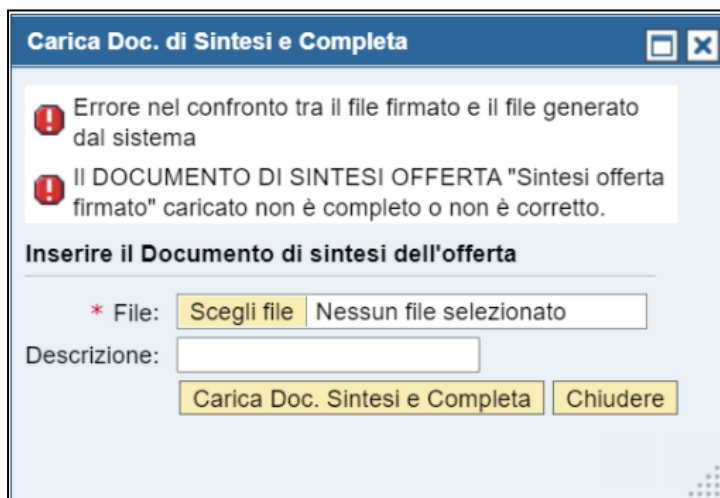 Carica Doc. di Sintesi e Completa
Errore nel confronto tra il file firmato e il file generato
dal sistema
Il DOCUMENTO DI SINTESI OFFERTA "Sintesi offerta
firmato" caricato non è completo o non è corretto.
Inserire il Documento di sintesi dell'offerta
* File: Scegli file Nessun file selezionato
Descrizione:
Carica Doc. Sintesi e Completa Chiudere